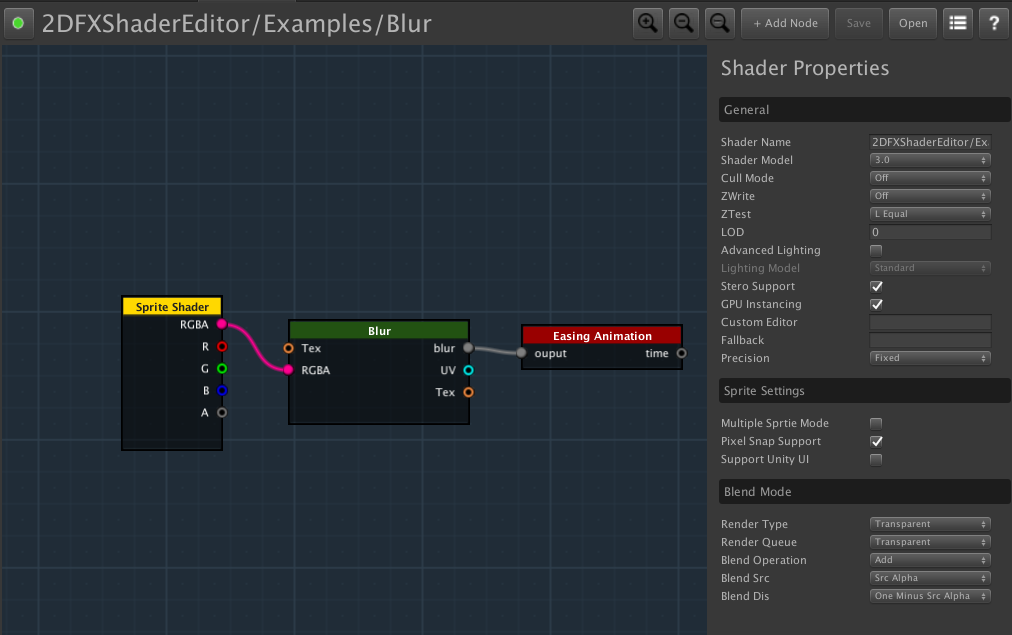 2DFXShaderEditor/Examples/Blur
+ Add Node
Save
Open
?
Sprite Shader
RGBA
R
G
B
A
Blur
Tex
blur
RGBA
UV
Tex
Easing Animation
ouput
time
Shader Properties
General
Shader Name 2DFXShaderEditor/Ex
Shader Model 3.0
Cull Mode Off
ZWrite Off
ZTest L Equal
LOD 0
Advanced Lighting
Lighting Model Standard
Stero Support
GPU Instancing
Custom Editor
Fallback
Precision Fixed
Sprite Settings
Multiple Sprtie Mode
Pixel Snap Support
Support Unity UI
Blend Mode
Render Type Transparent
Render Queue Transparent
Blend Operation Add
Blend Src Src Alpha
Blend Dis One Minus Src Alpha